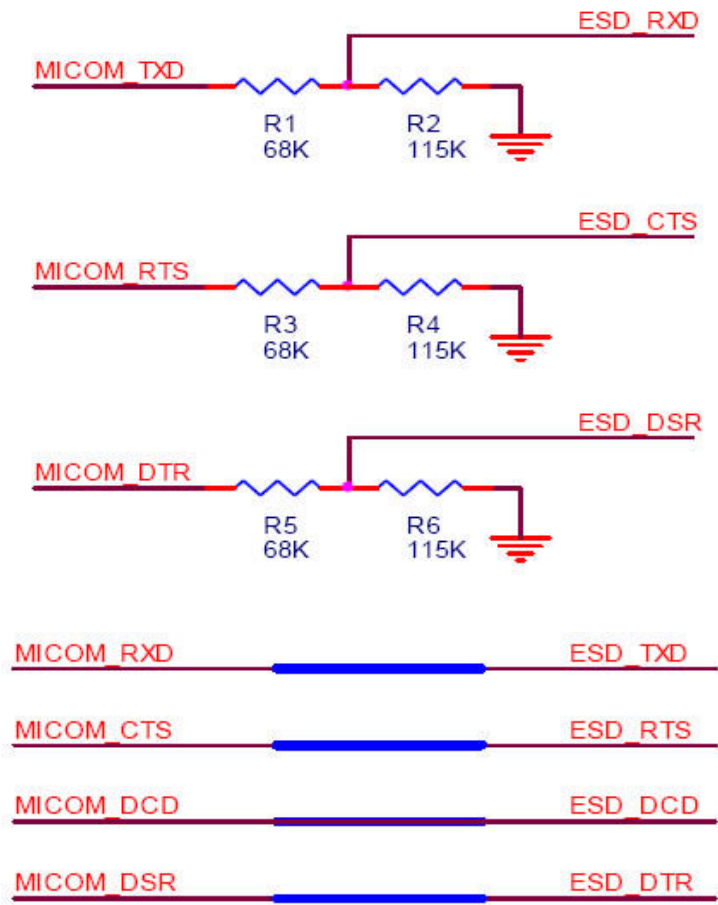 ESD_RXD
MICOM_TXD
R1 R2
68K 115K
ESD_CTS
MICOM_RTS
R3 R4
68K 115K
ESD_DSR
MICOM_DTR
R5 R6
68K 115K
MICOM_RXD ESD_TXD
MICOM_CTS ESD_RTS
MICOM_DCD ESD_DCD
MICOM_DSR ESD_DTR